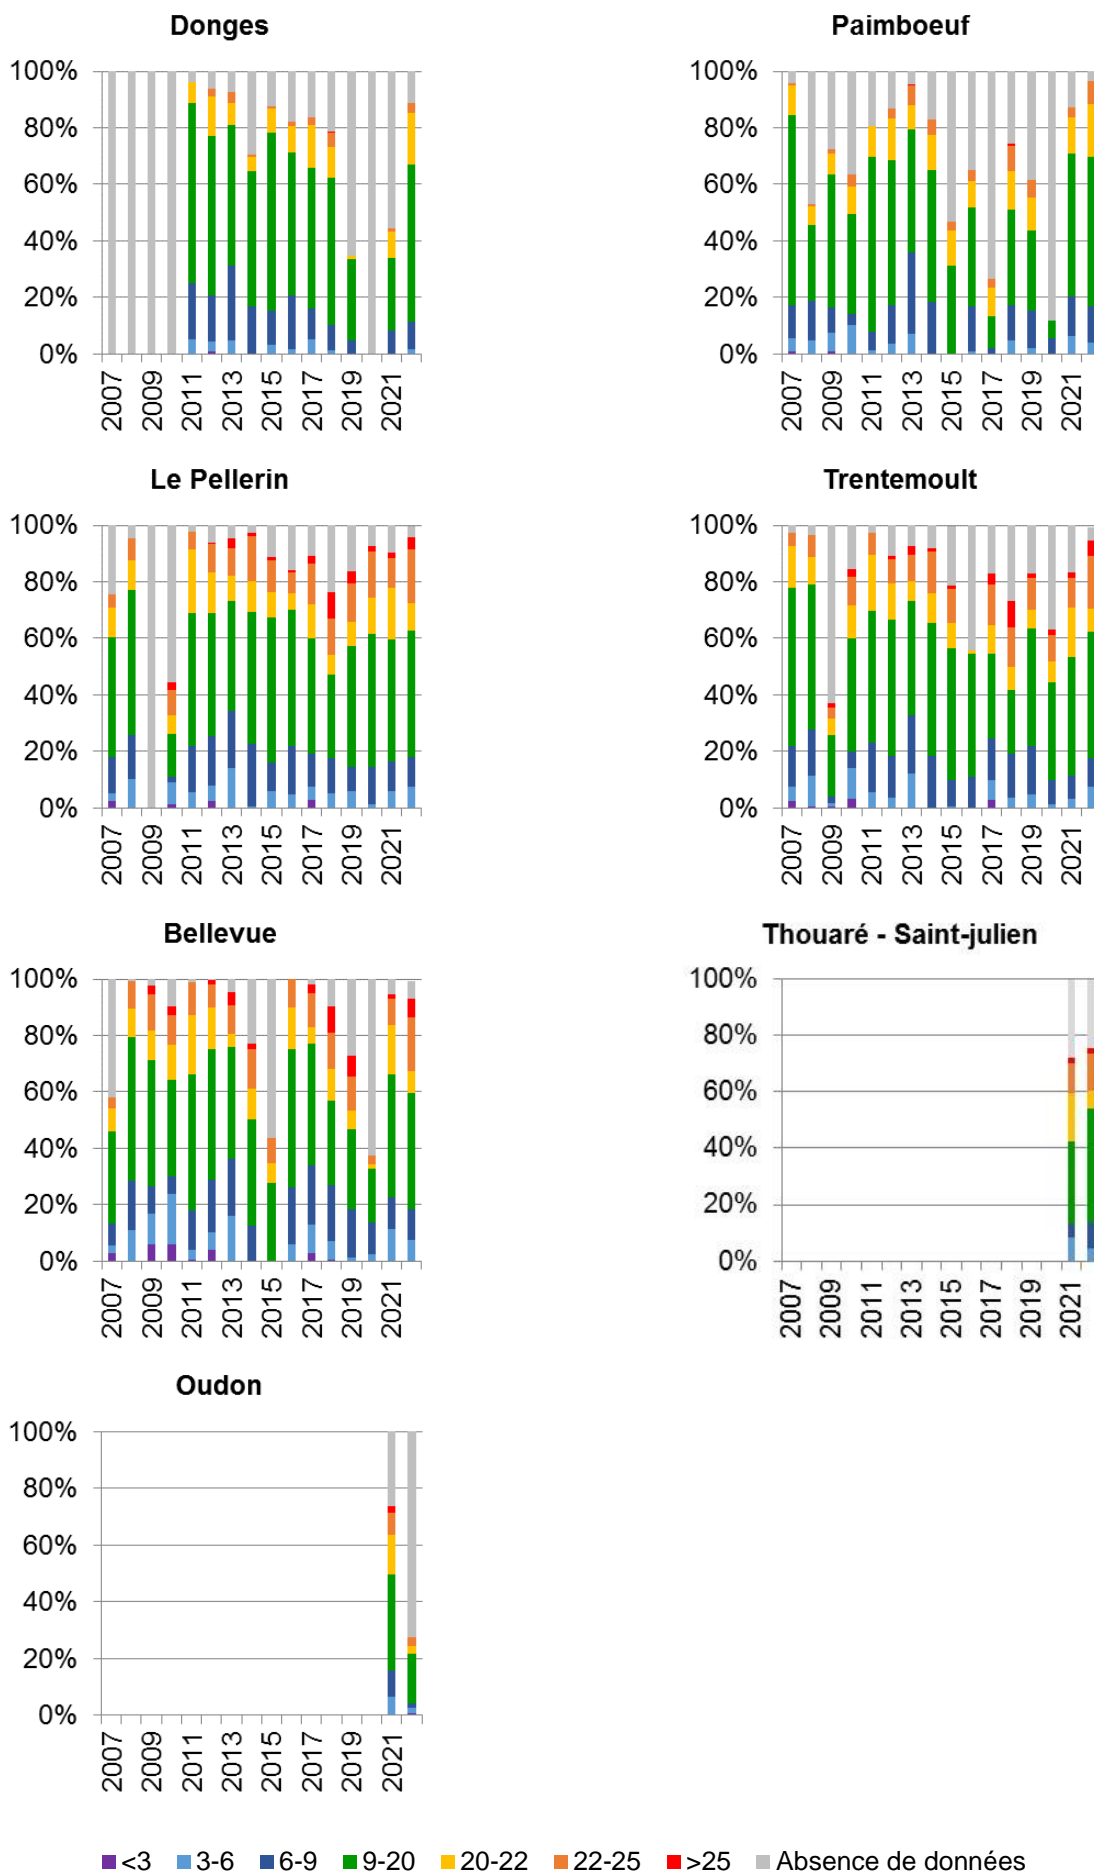 Donges Paimboeuf
100% 100%
80% 80%
60% 60%
40% 40%
20% 20%
0% 0%
2007 2009 2011 2013 2015 2017 2019 2021 2007 2009 2011 2013 2015 2017 2019 2021
Le Pellerin Trentemoult
100% 100%
80% 80%
60% 60%
40% 40%
20% 20%
0% 0%
2007 2009 2011 2013 2015 2017 2019 2021 2007 2009 2011 2013 2015 2017 2019 2021
Bellevue Thouaré - Saint-julien
100% 100%
80% 80%
60% 60%
40% 40%
20% 20%
0% 0%
2007 2009 2011 2013 2015 2017 2019 2021 2007 2009 2011 2013 2015 2017 2019 2021
Oudon
100%
80%
60%
40%
20%
0%
2007 2009 2011 2013 2015 2017 2019 2021
<3 3-6 6-9 9-20 20-22 22-25 >25 Absence de données